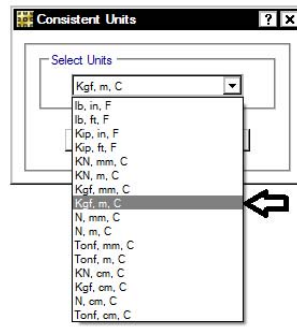 Consistent Units
Select Units
Kgf, m, C
lb, in, F
lb, ft, F
Kip, in, F
Kip, ft, F
KN, mm, C
KN, m, C
Kgf, mm, C
Kgf, m, C
N, mm, C
N, m, C
Tonf, mm, C
Tonf, m, C
KN, cm, C
Kgf, cm, C
N, cm, C
Tonf, cm, C